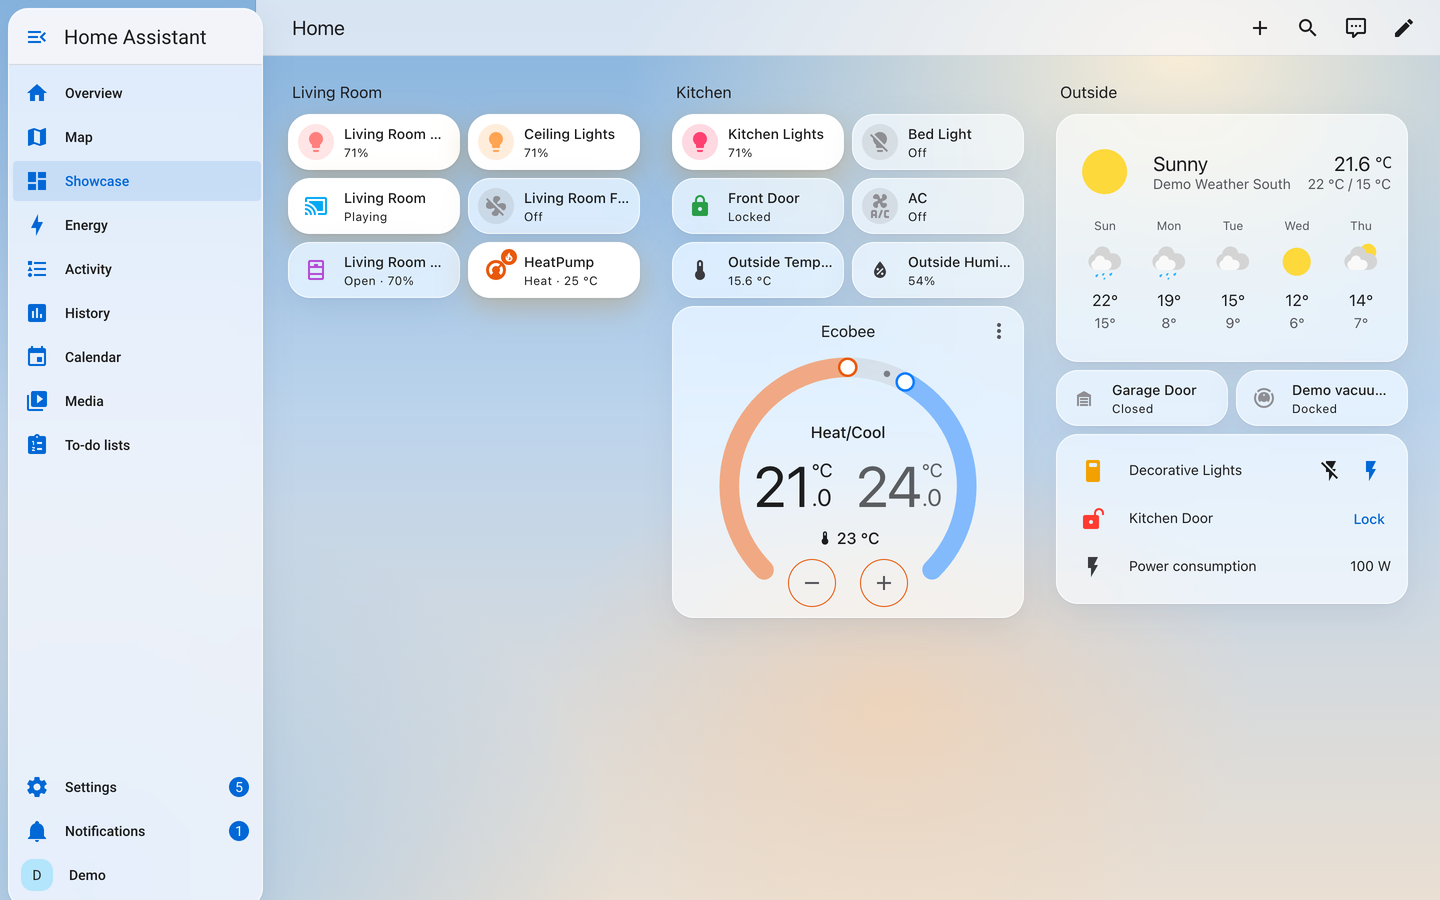 Home Assistant
Overview
Map
Showcase
Energy
Activity
History
Calendar
Media
To-do lists
Settings 5
Notifications 1
D Demo
Home
Living Room
Living Room ...
71%
Ceiling Lights
71%
Living Room
Playing
Living Room F...
Off
Living Room ...
Open · 70%
HeatPump
Heat · 25 °C
Kitchen
Kitchen Lights
71%
Bed Light
Off
Front Door
Locked
A/C
AC
Off
Outside Temp...
15.6 °C
Outside Humi...
54%
Ecobee
Heat/Cool
21.0 °C 24.0 °C
23 °C
Outside
Sunny 21.6 °C
Demo Weather South 22 °C / 15 °C
Sun Mon Tue Wed Thu
22° 19° 15° 12° 14°
15° 8° 9° 6° 7°
Garage Door
Closed
Demo vacuu...
Docked
Decorative Lights
Kitchen Door Lock
Power consumption 100 W